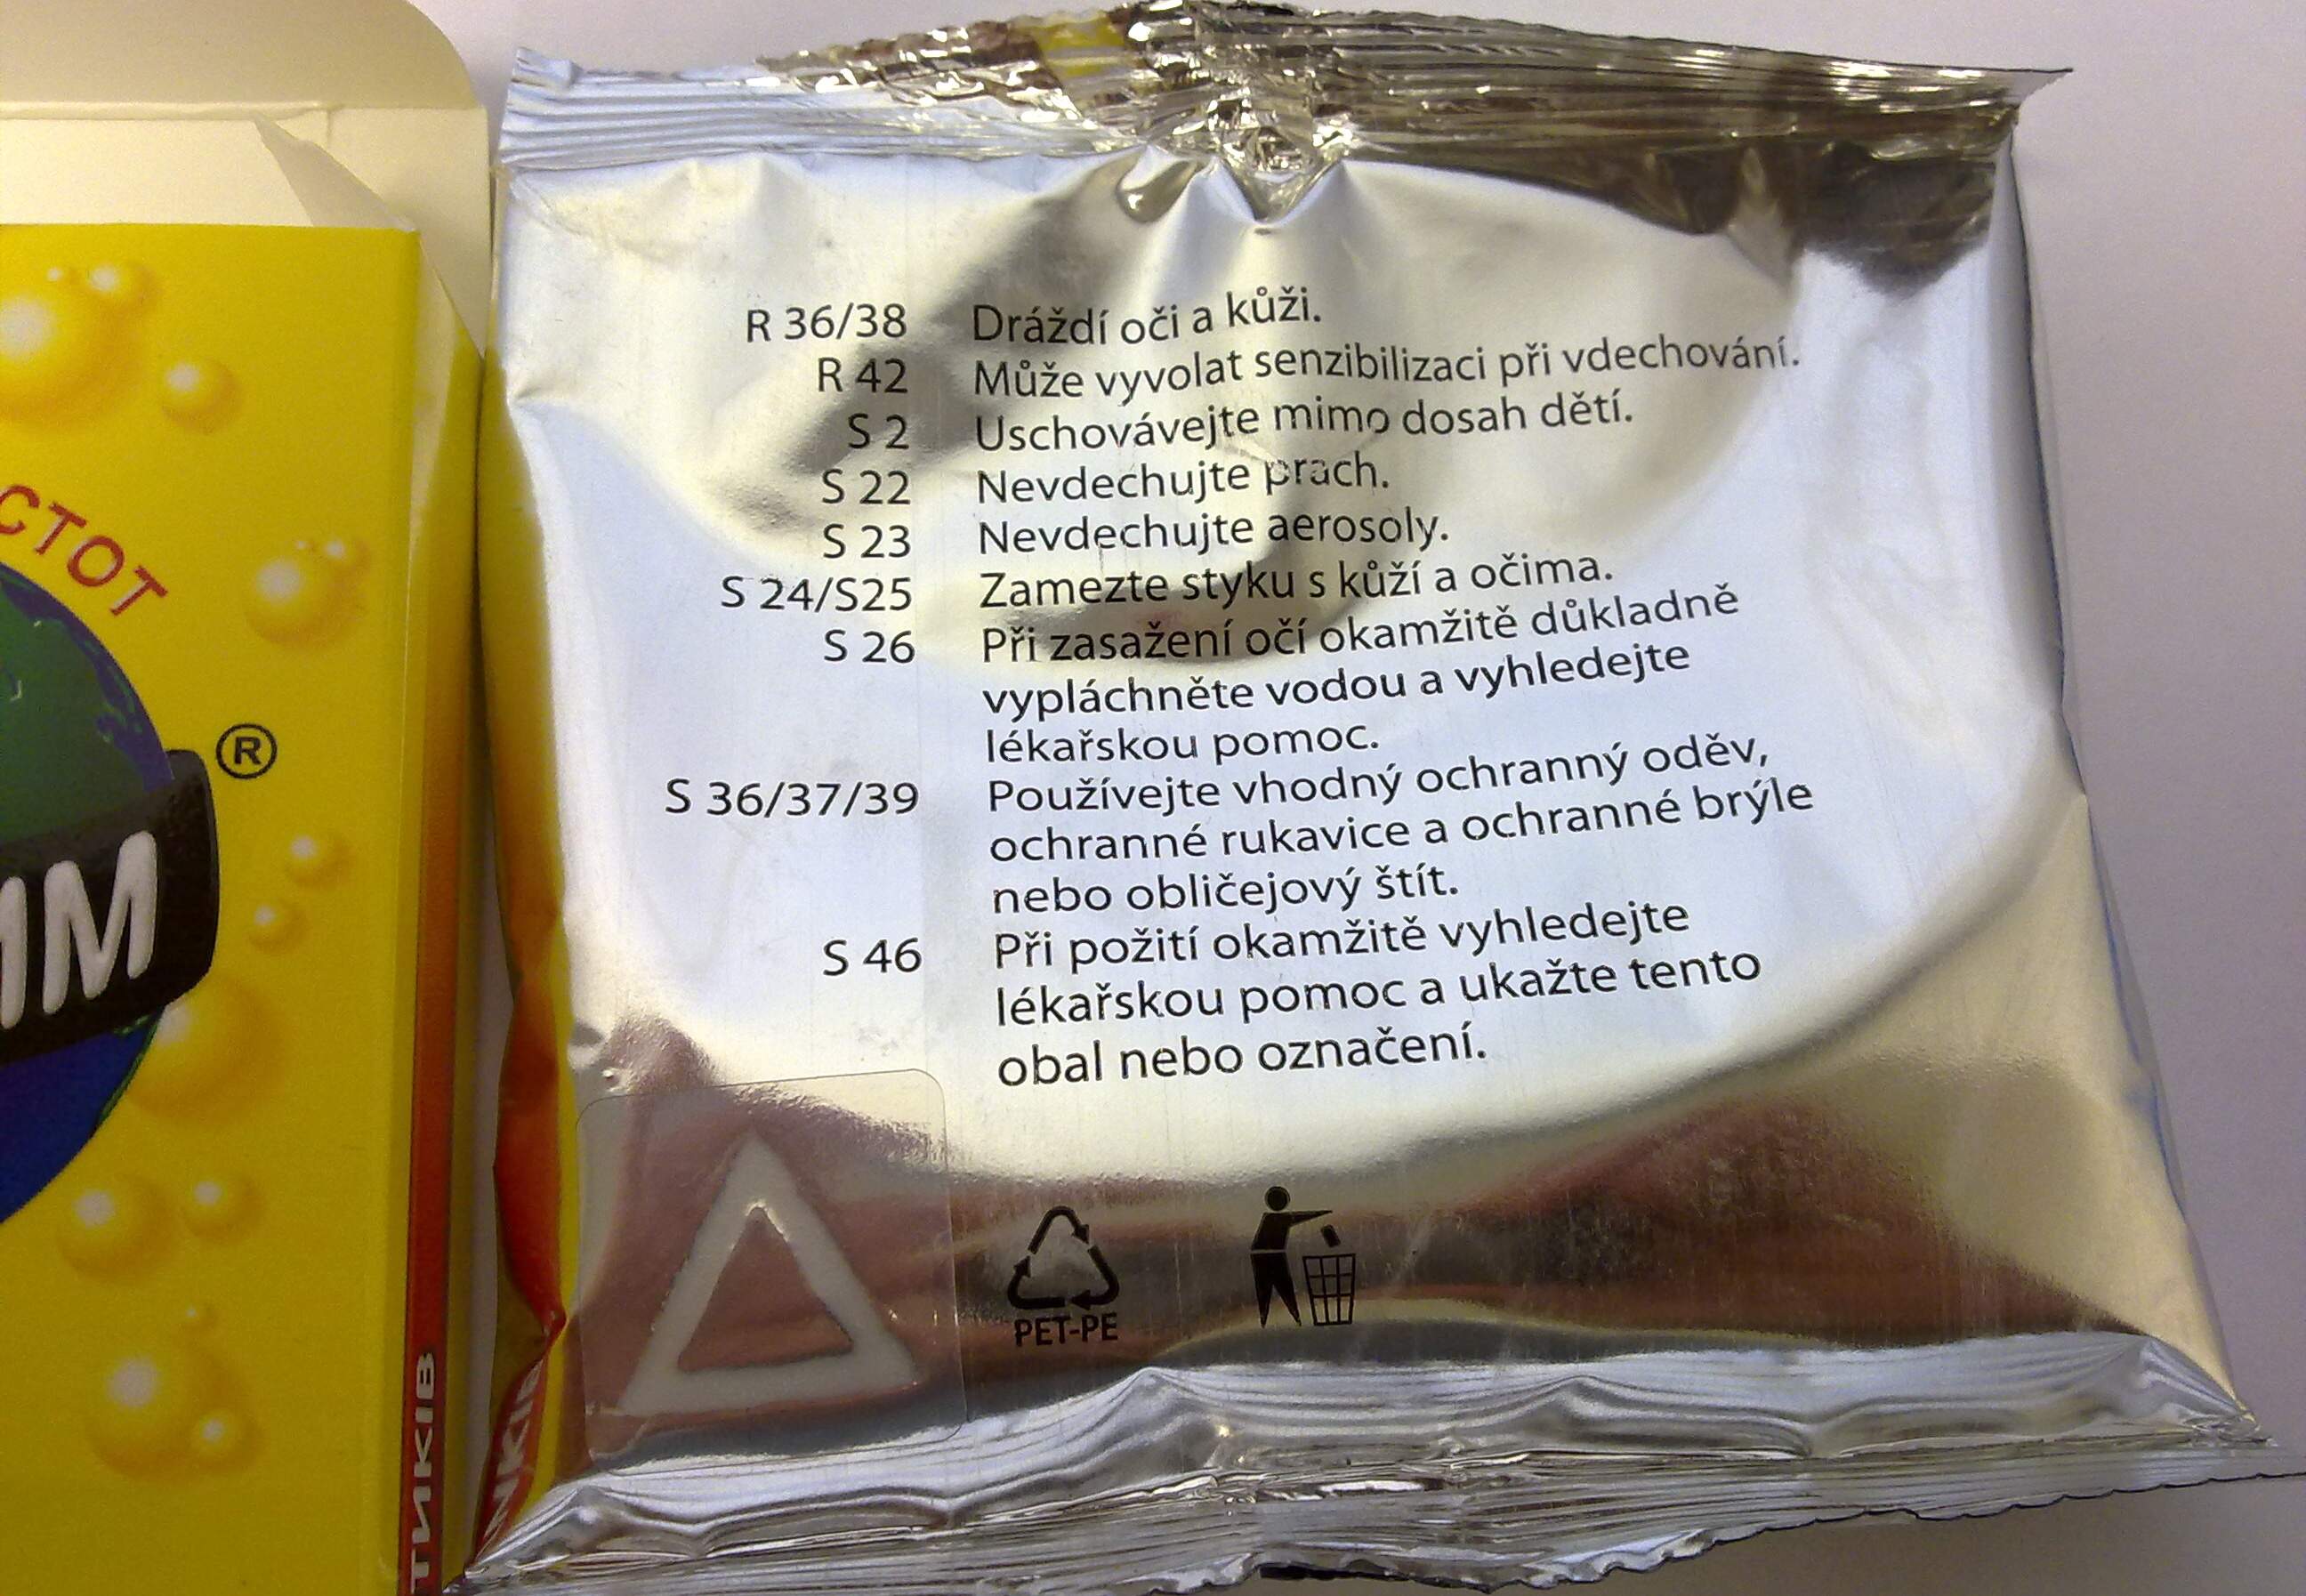 СТОТ
®
ИМ
ТИКІВ
R 36/38 Dráždí oči a kůži.
R 42 Může vyvolat senzibilizaci při vdechování.
S 2 Uschovávejte mimo dosah dětí.
S 22 Nevdechujte prach.
S 23 Nevdechujte aerosoly.
S 24/S25 Zamezte styku s kůží a očima.
S 26 Při zasažení očí okamžitě důkladně
vypláchněte vodou a vyhledejte
lékařskou pomoc.
S 36/37/39 Používejte vhodný ochranný oděv,
ochranné rukavice a ochranné brýle
nebo obličejový štít.
S 46 Při požití okamžitě vyhledejte
lékařskou pomoc a ukažte tento
obal nebo označení.
PET-PE